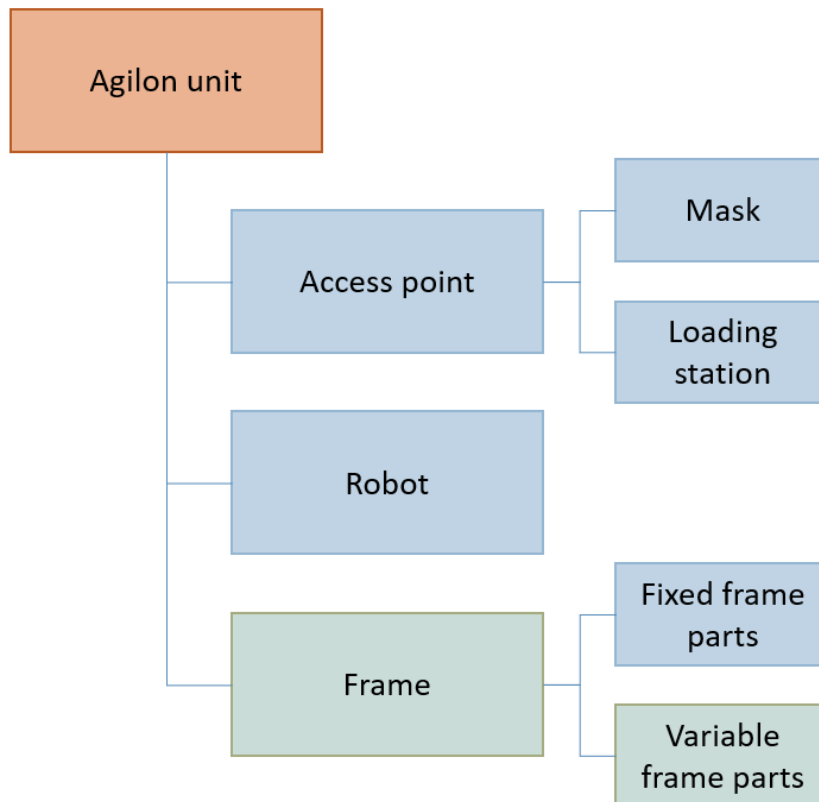 Agilon unit
Access point
Mask
Loading
station
Robot
Frame
Fixed frame
parts
Variable
frame parts